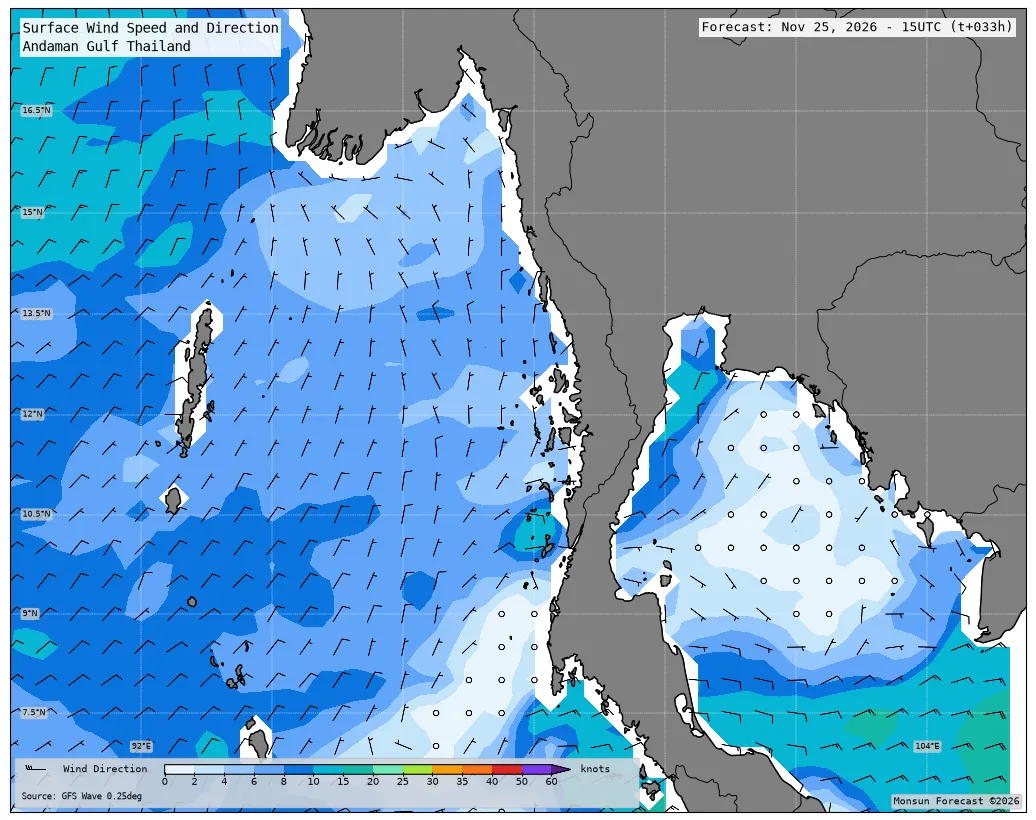 Surface Wind Speed and Direction
Andaman Gulf Thailand
Forecast: Nov 25, 2026 - 15UTC (t+033h)
16.5°N
15°N
13.5°N
12°N
10.5°N
9°N
7.5°N
92°E
104°E
Wind Direction
knots
0 2 4 6 8 10 15 20 25 30 35 40 50 60
Source: GFS Wave 0.25deg
Monsun Forecast ©2026